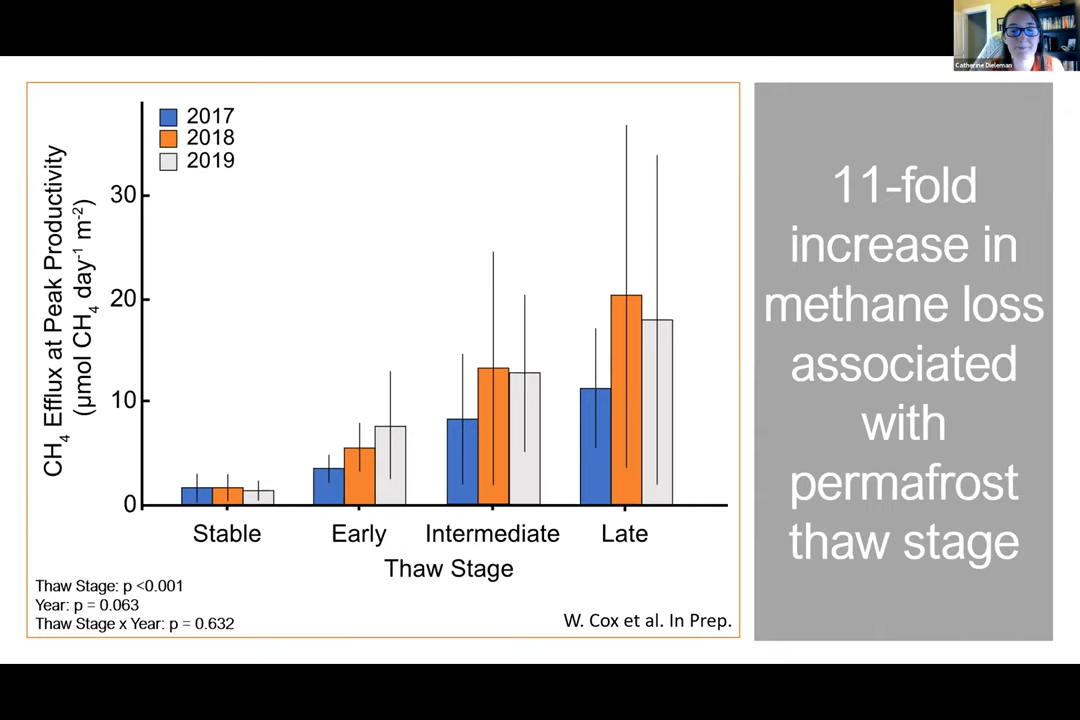 Catherine Dieleman
2017
2018
2019
CH₄ Efflux at Peak Productivity
(µmol CH₄ day⁻¹ m⁻²)
30
20
10
0
Stable Early Intermediate Late
Thaw Stage
Thaw Stage: p <0.001
Year: p = 0.063
Thaw Stage x Year: p = 0.632
W. Cox et al. In Prep.
11-fold
increase in
methane loss
associated
with
permafrost
thaw stage